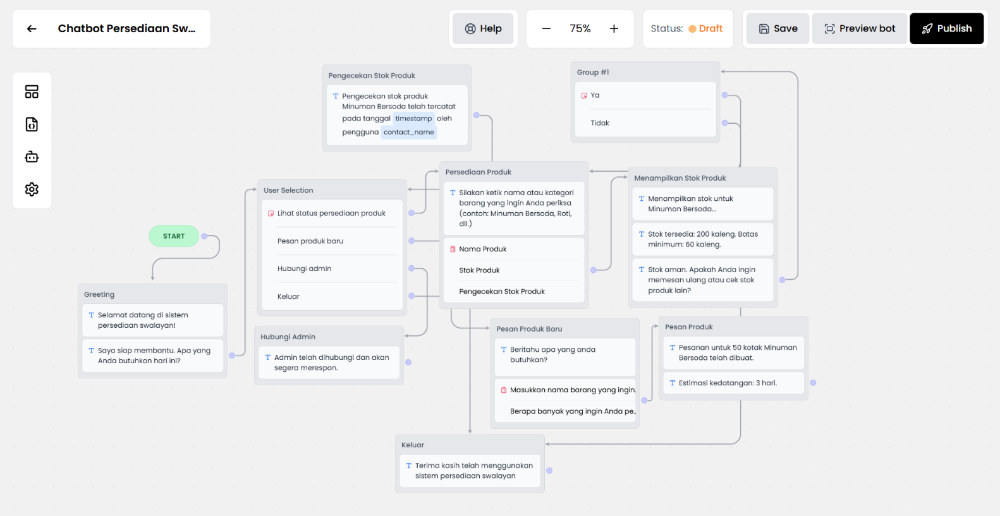 Chatbot Persediaan Sw...
Help
75%
Status: Draft
Save
Preview bot
Publish
Pengecekan Stok Produk
Pengecekan stok produk
Minuman Bersoda telah tercatat
pada tanggal timestamp oleh
pengguna contact_name
Group #1
Ya
Tidak
Persediaan Produk
Silakan ketik nama atau kategori
barang yang ingin Anda periksa
(contoh: Minuman Bersoda, Roti,
dll.)
Nama Produk
Stok Produk
Pengecekan Stok Produk
Menampilkan Stok Produk
Menampilkan stok untuk
Minuman Bersoda...
Stok tersedia: 200 kaleng. Batas
minimum: 60 kaleng.
Stok aman. Apakah Anda ingin
memesan ulang atau cek stok
produk lain?
User Selection
Lihat status persediaan produk
Pesan produk baru
Hubungi admin
Keluar
START
Greeting
Selamat datang di sistem
persediaan swalayan!
Saya siap membantu. Apa yang
Anda butuhkan hari ini?
Hubungi Admin
Admin telah dihubungi dan akan
segera merespon.
Pesan Produk Baru
Beritahu apa yang anda
butuhkan?
Masukkan nama barang yang ingin.
Berapa banyak yang ingin Anda pe..
Pesan Produk
Pesanan untuk 50 kotak Minuman
Bersoda telah dibuat.
Estimasi kedatangan: 3 hari.
Keluar
Terima kasih telah menggunakan
sistem persediaan swalayan